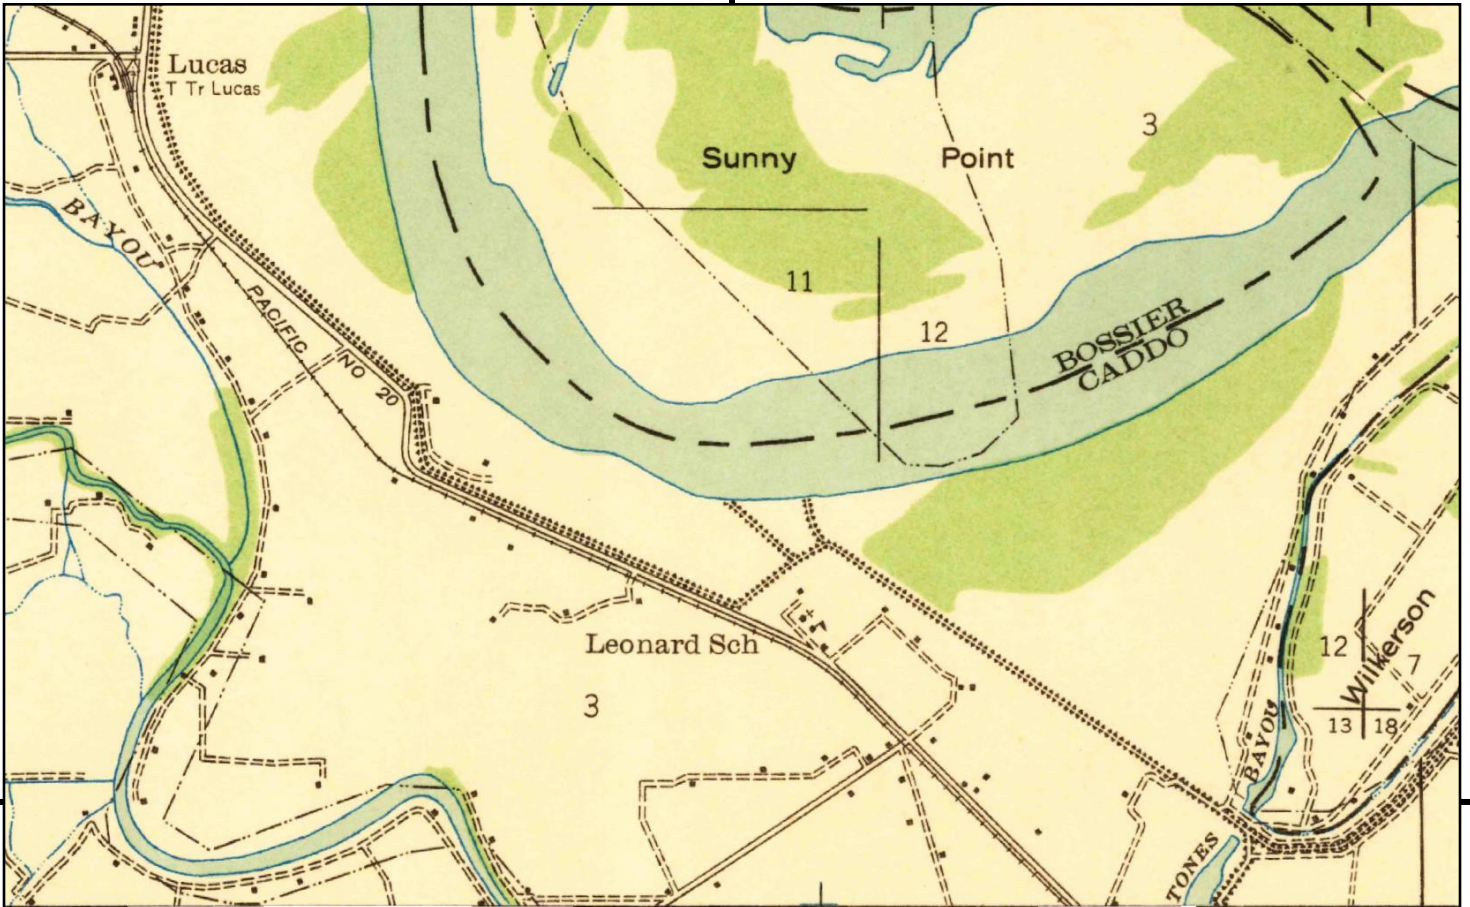 Lucas
T Tr Lucas
BAYOU
PACIFIC
NO 20
Sunny Point
3
11
12
BOSSIER
CADDO
Leonard Sch
3
12
7
Wilkerson
13 18
BAYOU
TONES